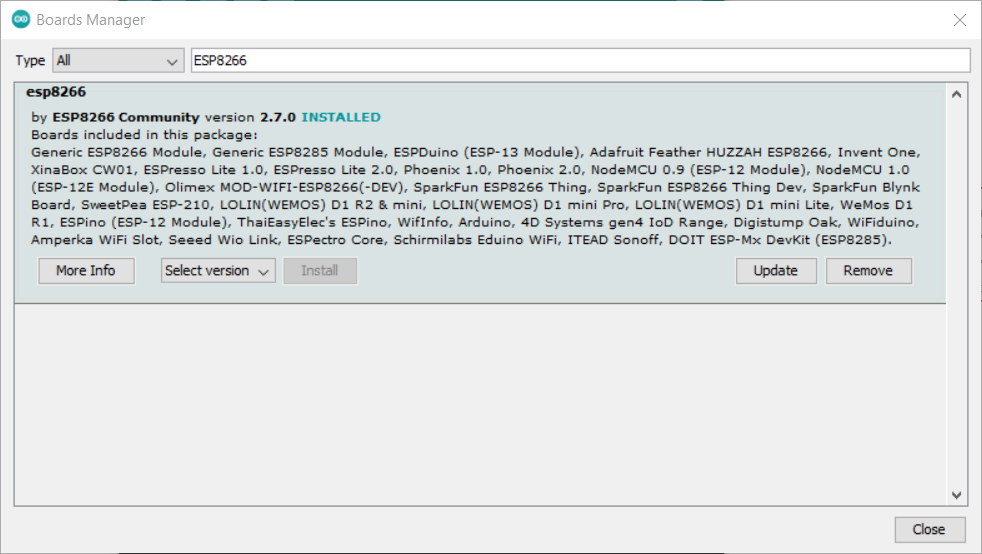 Boards Manager
Type All ESP8266
esp8266
by ESP8266 Community version 2.7.0 INSTALLED
Boards included in this package:
Generic ESP8266 Module, Generic ESP8285 Module, ESPDuino (ESP-13 Module), Adafruit Feather HUZZAH ESP8266, Invent One,
XinaBox CW01, ESPresso Lite 1.0, ESPresso Lite 2.0, Phoenix 1.0, Phoenix 2.0, NodeMCU 0.9 (ESP-12 Module), NodeMCU 1.0
(ESP-12E Module), Olimex MOD-WIFI-ESP8266(-DEV), SparkFun ESP8266 Thing, SparkFun ESP8266 Thing Dev, SparkFun Blynk
Board, SweetPea ESP-210, LOLIN(WEMOS) D1 R2 & mini, LOLIN(WEMOS) D1 mini Pro, LOLIN(WEMOS) D1 mini Lite, WeMos D1
R1, ESPino (ESP-12 Module), ThaiEasyElec's ESPino, WifInfo, Arduino, 4D Systems gen4 IoD Range, Digistump Oak, WiFiduino,
Amperka WiFi Slot, Seeed Wio Link, ESPectro Core, Schirmilabs Eduino WiFi, ITEAD Sonoff, DOIT ESP-Mx DevKit (ESP8285).
More Info Select version Install Update Remove
Close